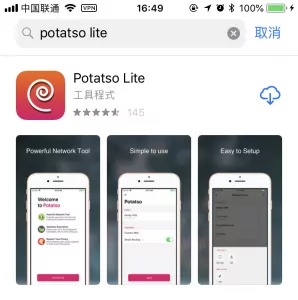 中国联通 VPN 16:49 100%
potatso lite 取消
Potatso Lite
工具程式
145
Powerful Network Tool
Simple to use
Easy to Setup
Welcome
to Potatso
Potatso